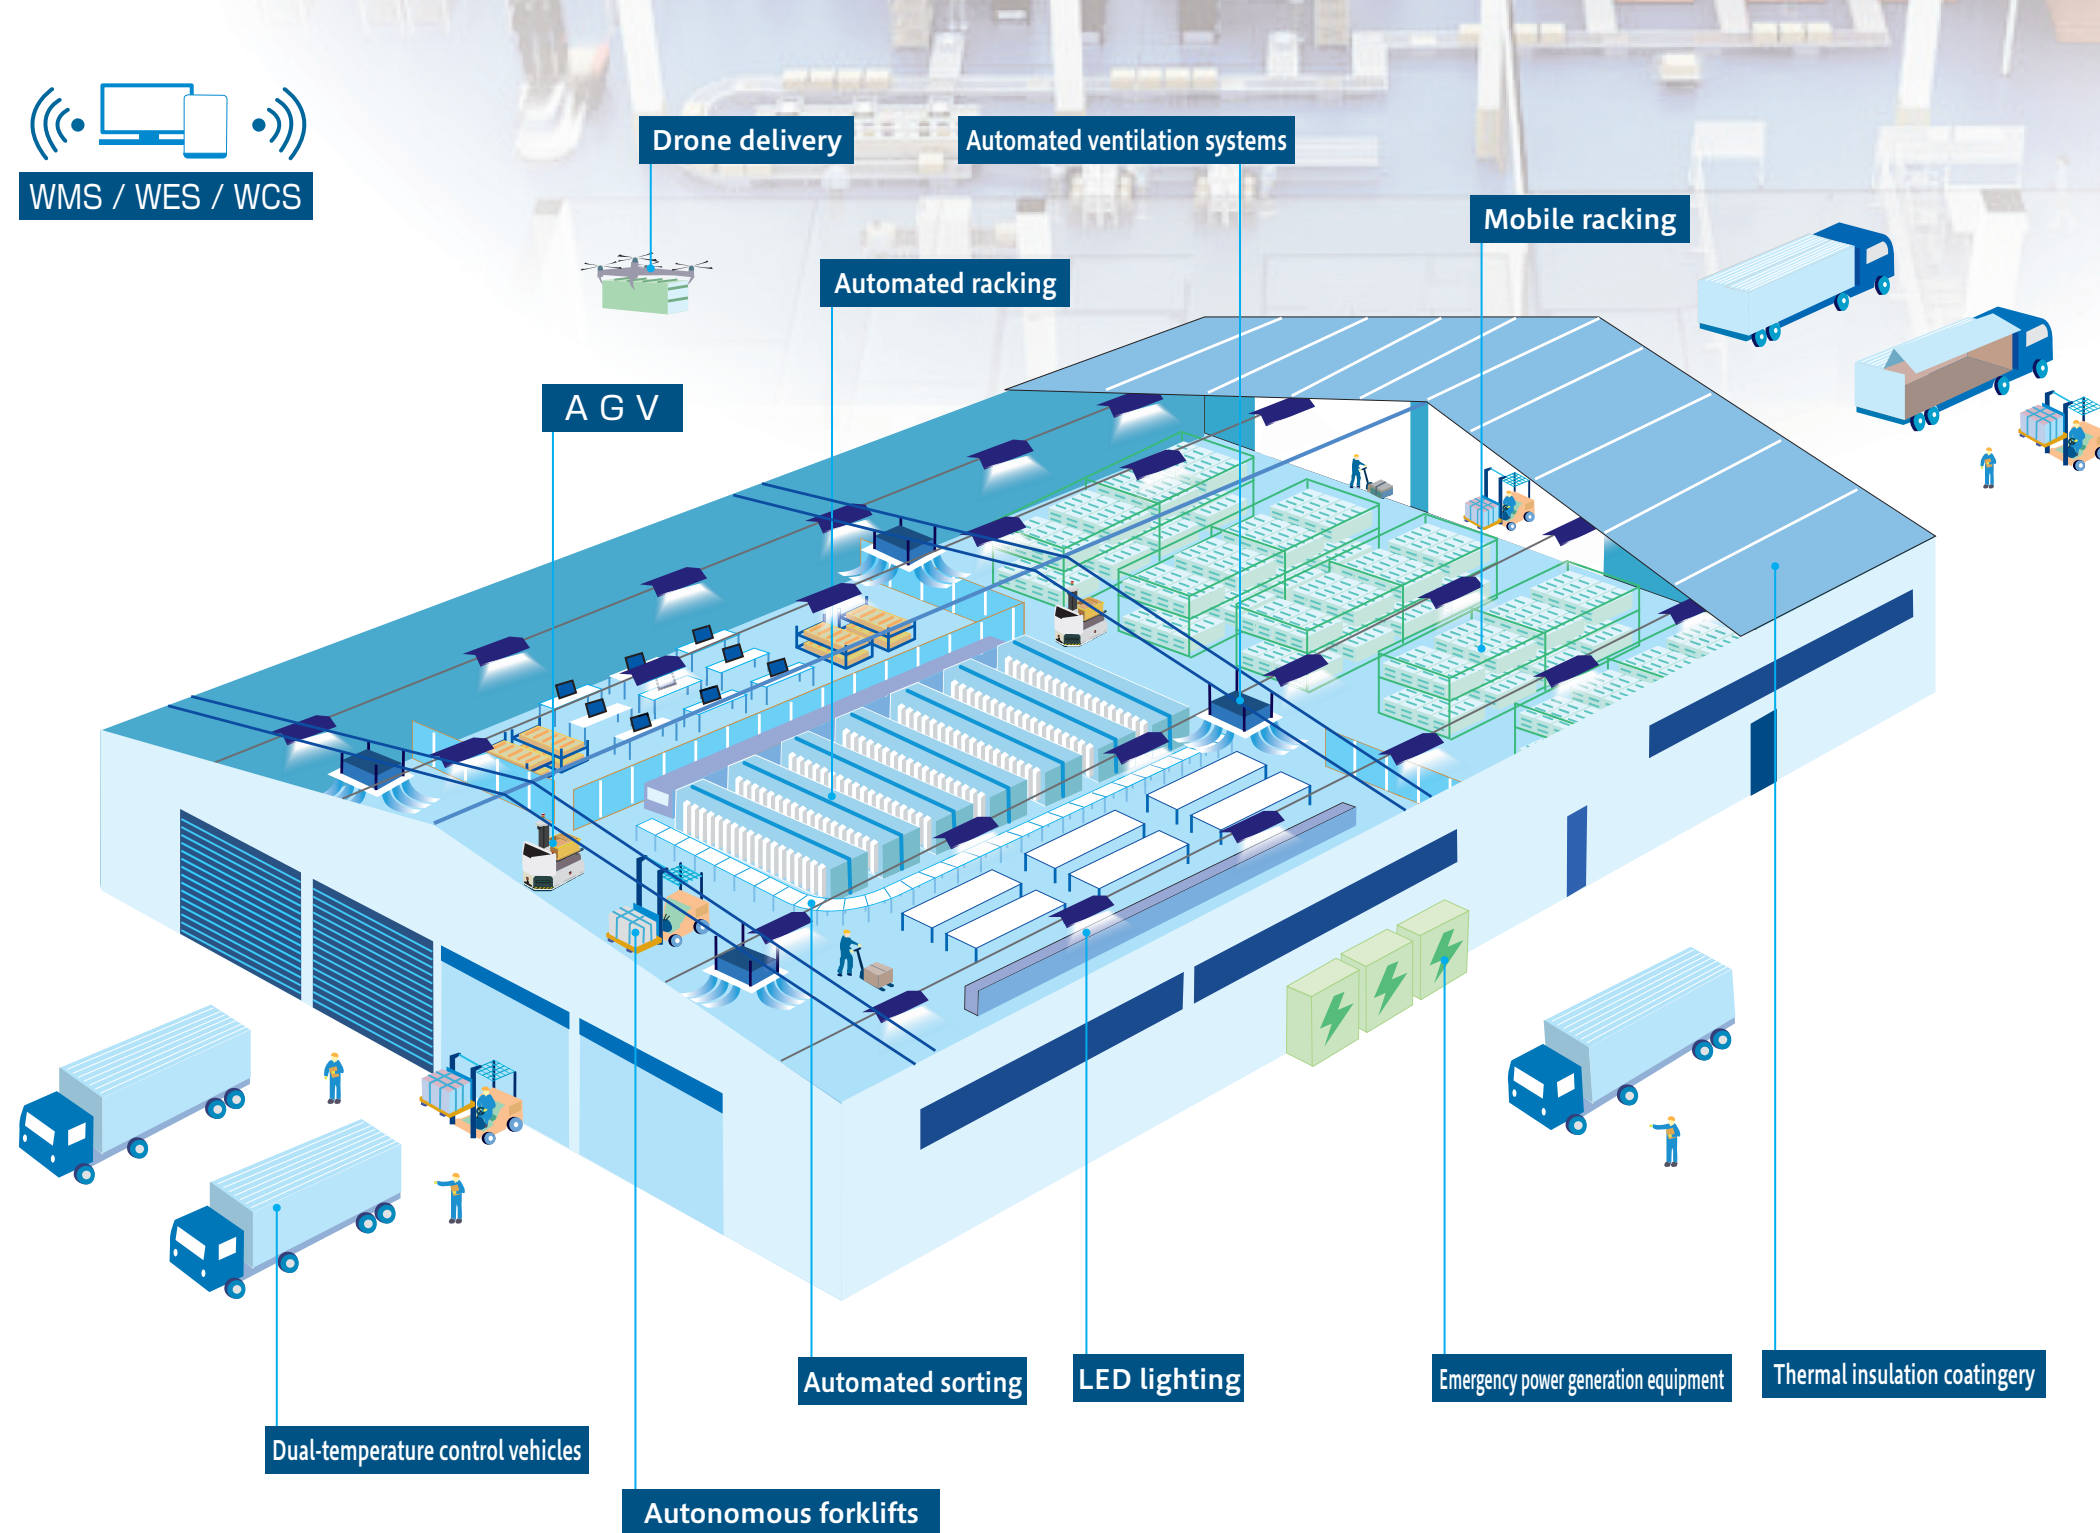 WMS / WES / WCS
Drone delivery
Automated ventilation systems
Mobile racking
Automated racking
AGV
Automated sorting
LED lighting
Emergency power generation equipment
Thermal insulation coatingery
Dual-temperature control vehicles
Autonomous forklifts